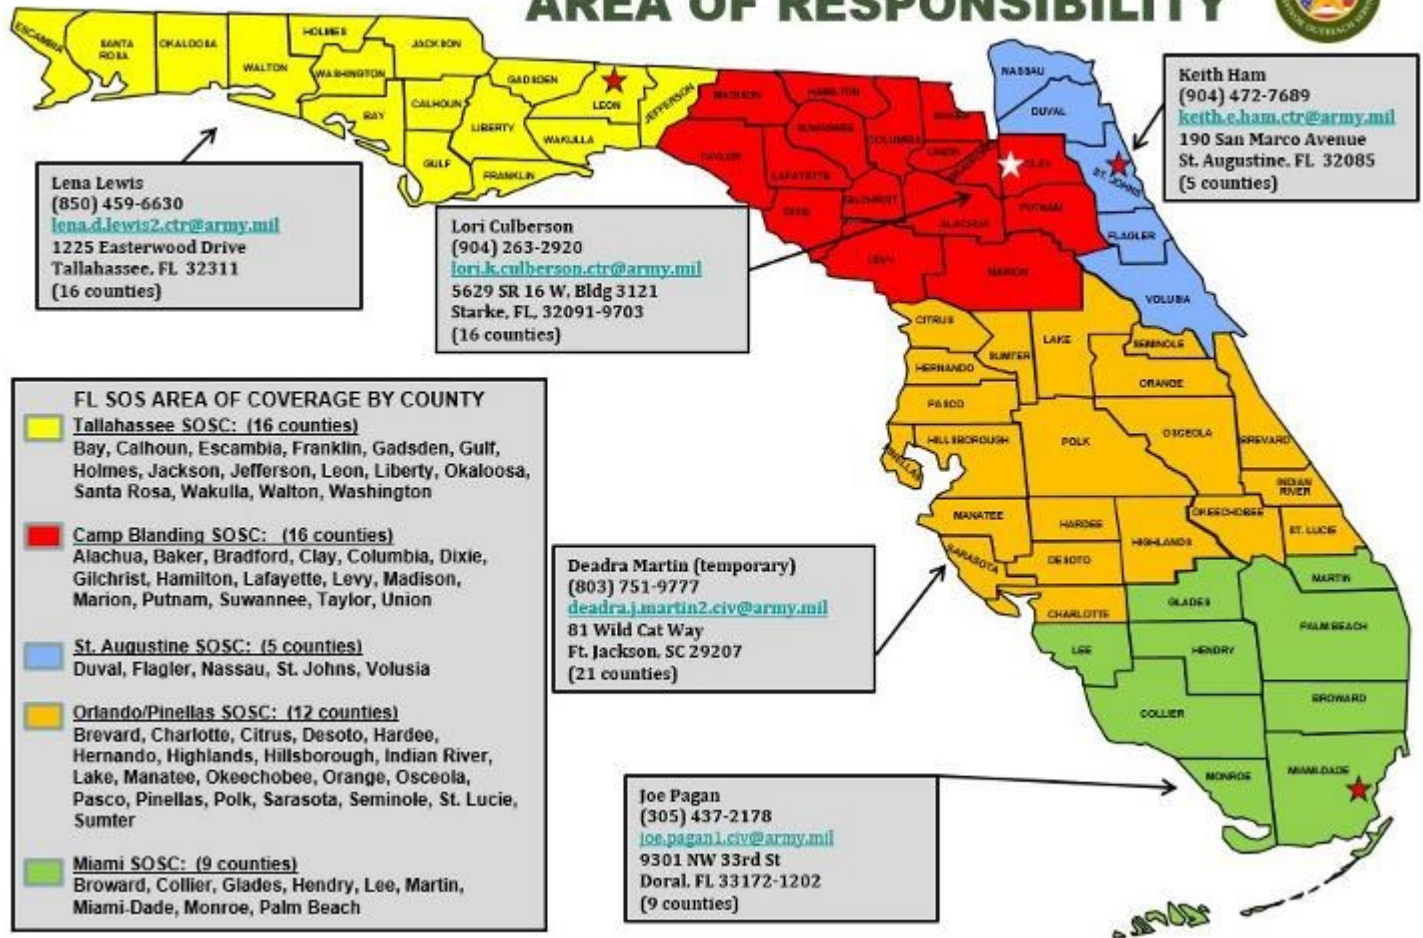 AREA OF RESPONSIBILITY
ESCAMBIA
SANTA
ROSA
OKALOOSA
WALTON
HOLMES
WASHINGTON
JACKSON
BAY
CALHOUN
GULF
LIBERTY
GADSDEN
FRANKLIN
LEON
WAKULLA
JEFFERSON
MADISON
HAMILTON
TAYLOR
SUWANNEE
COLUMBIA
BAKER
UNION
BRADFORD
CLAY
LAFAYETTE
DIXIE
GILCHRIST
ALACHUA
PUTNAM
LEVY
MARION
NASSAU
DUVAL
ST. JOHNS
FLAGLER
VOLUSIA
Keith Ham
(904) 472-7689
keith.e.ham.ctr@army.mil
190 San Marco Avenue
St. Augustine, FL 32085
(5 counties)
Lena Lewis
(850) 459-6630
lena.d.lewis2.ctr@army.mil
1225 Easterwood Drive
Tallahassee, FL 32311
(16 counties)
Lori Culberson
(904) 263-2920
lori.k.culberson.ctr@army.mil
5629 SR 16 W, Bldg 3121
Starke, FL, 32091-9703
(16 counties)
CITRUS
HERNANDO
SUMTER
LAKE
SEMINOLE
ORANGE
PASCO
HILLSBOROUGH
PINELLAS
POLK
OSCEOLA
BREVARD
INDIAN
RIVER
MANATEE
HARDEE
HIGHLANDS
OKEECHOBEE
ST. LUCIE
SARASOTA
DESOTO
CHARLOTTE
GLADES
MARTIN
LEE
HENDRY
PALM BEACH
COLLIER
BROWARD
MONROE
MIAMI-DADE
FL SOS AREA OF COVERAGE BY COUNTY
Tallahassee SOSC: (16 counties)
Bay, Calhoun, Escambia, Franklin, Gadsden, Gulf,
Holmes, Jackson, Jefferson, Leon, Liberty, Okaloosa,
Santa Rosa, Wakulla, Walton, Washington
Camp Blanding SOSC: (16 counties)
Alachua, Baker, Bradford, Clay, Columbia, Dixie,
Gilchrist, Hamilton, Lafayette, Levy, Madison,
Marion, Putnam, Suwannee, Taylor, Union
St. Augustine SOSC: (5 counties)
Duval, Flagler, Nassau, St. Johns, Volusia
Orlando/Pinellas SOSC: (12 counties)
Brevard, Charlotte, Citrus, Desoto, Hardee,
Hernando, Highlands, Hillsborough, Indian River,
Lake, Manatee, Okeechobee, Orange, Osceola,
Pasco, Pinellas, Polk, Sarasota, Seminole, St. Lucie,
Sumter
Miami SOSC: (9 counties)
Broward, Collier, Glades, Hendry, Lee, Martin,
Miami-Dade, Monroe, Palm Beach
Deadra Martin (temporary)
(803) 751-9777
deadra.j.martin2.civ@army.mil
81 Wild Cat Way
Ft. Jackson, SC 29207
(21 counties)
Joe Pagan
(305) 437-2178
joe.pagan1.civ@army.mil
9301 NW 33rd St
Doral, FL 33172-1202
(9 counties)